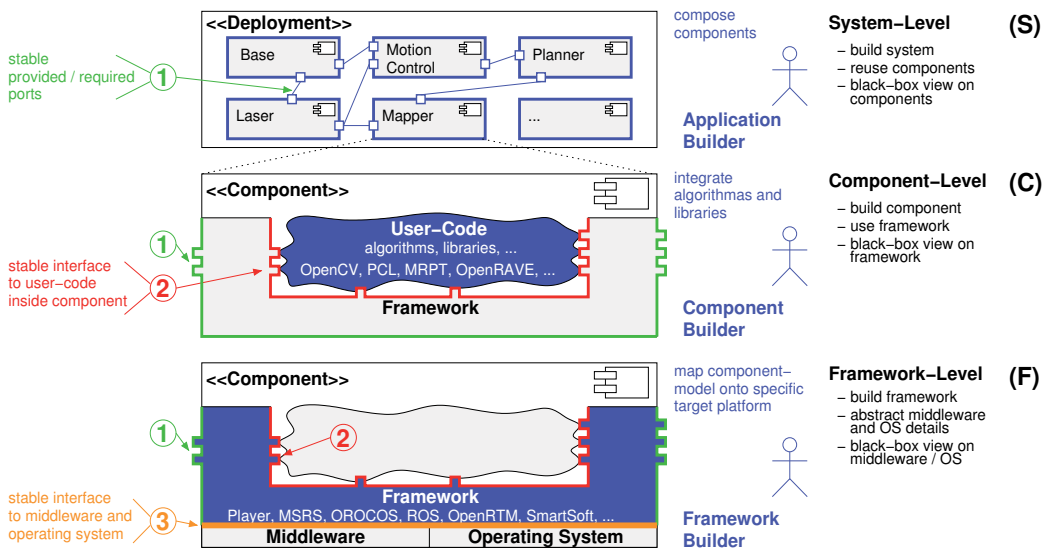 <<Deployment>>
Base
Motion
Control
Planner
Laser
Mapper
...
stable
provided / required
ports
1
compose
components
Application
Builder
System-Level
(S)
- build system
- reuse components
- black-box view on
components
<<Component>>
User-Code
algorithms, libraries, ...
OpenCV, PCL, MRPT, OpenRAVE, ...
Framework
1
stable interface
to user-code
inside component
2
integrate
algorithmas and
libraries
Component
Builder
Component-Level
(C)
- build component
- use framework
- black-box view on
framework
<<Component>>
1
2
Framework
Player, MSRS, OROCOS, ROS, OpenRTM, SmartSoft, ...
Middleware
Operating System
stable interface
to middleware and
operating system
3
map component-
model onto specific
target platform
Framework
Builder
Framework-Level
(F)
- build framework
- abstract middleware
and OS details
- black-box view on
middleware / OS